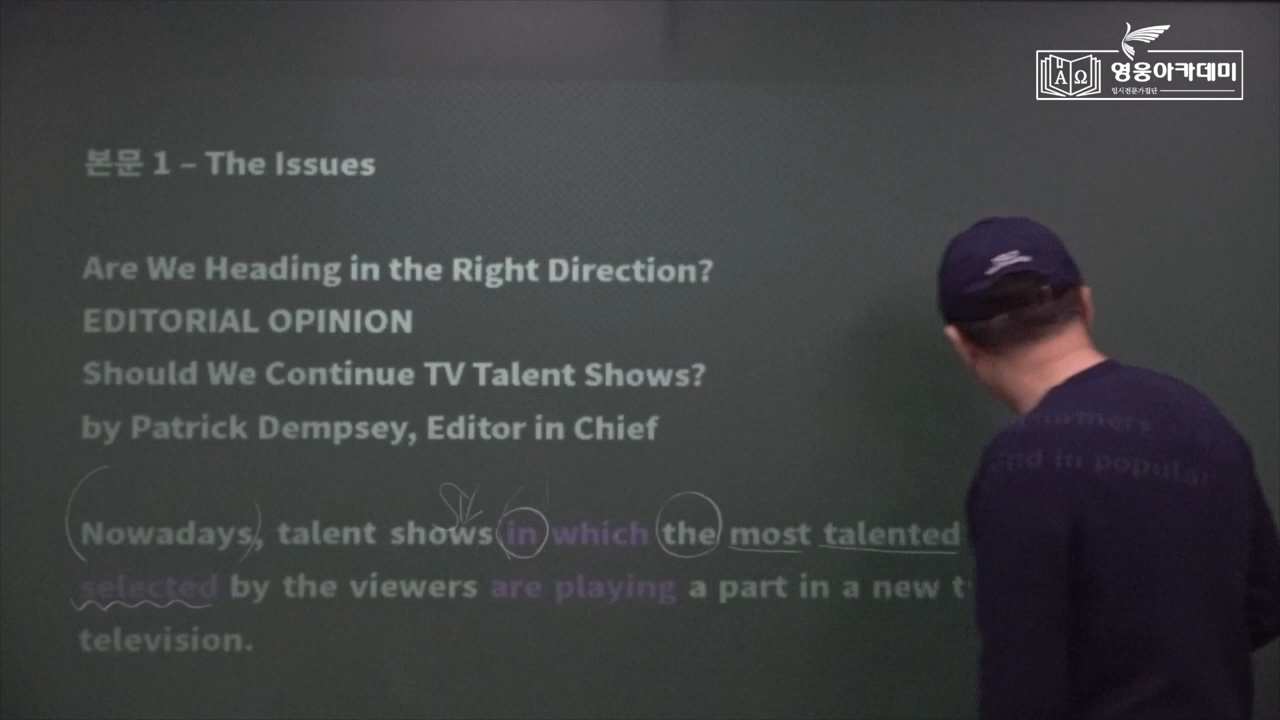 영웅아카데미
입시전문가집단
본문 1 – The Issues
Are We Heading in the Right Direction?
EDITORIAL OPINION
Should We Continue TV Talent Shows?
by Patrick Dempsey, Editor in Chief
Nowadays, talent shows in which the most talented
selected by the viewers are playing a part in a new
television.